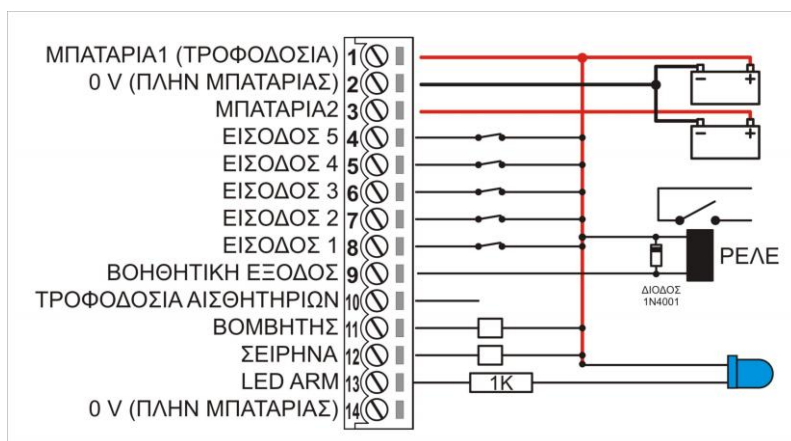 ΜΠΑΤΑΡΙΑ1 (ΤΡΟΦΟΔΟΣΙΑ) 1
0 V (ΠΛΗΝ ΜΠΑΤΑΡΙΑΣ) 2
ΜΠΑΤΑΡΙΑ2 3
ΕΙΣΟΔΟΣ 5 4
ΕΙΣΟΔΟΣ 4 5
ΕΙΣΟΔΟΣ 3 6
ΕΙΣΟΔΟΣ 2 7
ΕΙΣΟΔΟΣ 1 8
ΒΟΗΘΗΤΙΚΗ ΕΞΟΔΟΣ 9
ΤΡΟΦΟΔΟΣΙΑ ΑΙΣΘΗΤΗΡΙΩΝ 10
ΒΟΜΒΗΤΗΣ 11
ΣΕΙΡΗΝΑ 12
LED ARM 13
0 V (ΠΛΗΝ ΜΠΑΤΑΡΙΑΣ) 14
- +
- +
ΡΕΛΕ
ΔΙΟΔΟΣ
1N4001
1K